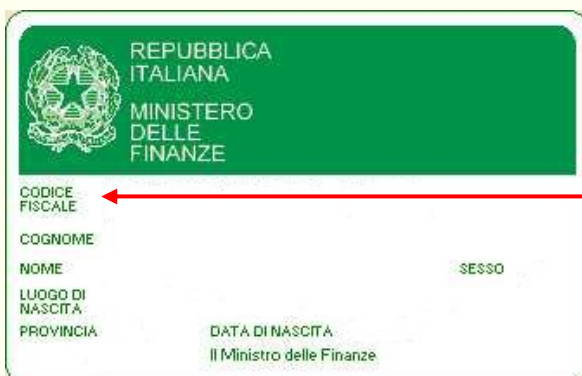 REPUBBLICA
ITALIANA
MINISTERO
DELLE
FINANZE
CODICE
FISCALE
COGNOME
NOME SESSO
LUOGO DI
NASCITA
PROVINCIA DATA DI NASCITA
Il Ministro delle Finanze